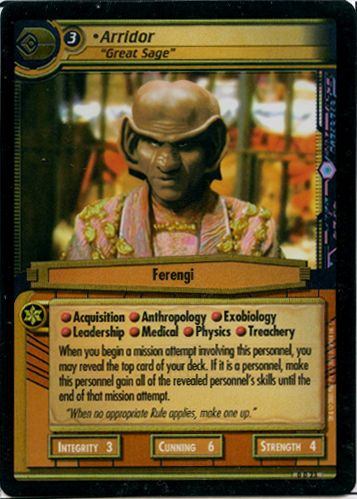 3 •Arridor
"Great Sage"
Ferengi
Acquisition Anthropology Exobiology
Leadership Medical Physics Treachery
When you begin a mission attempt involving this personnel, you
may reveal the top card of your deck. If it is a personnel, make
this personnel gain all of the revealed personnel's skills until the
end of that mission attempt.
"When no appropriate Rule applies, make one up."
INTEGRITY 3 CUNNING 6 STRENGTH 4